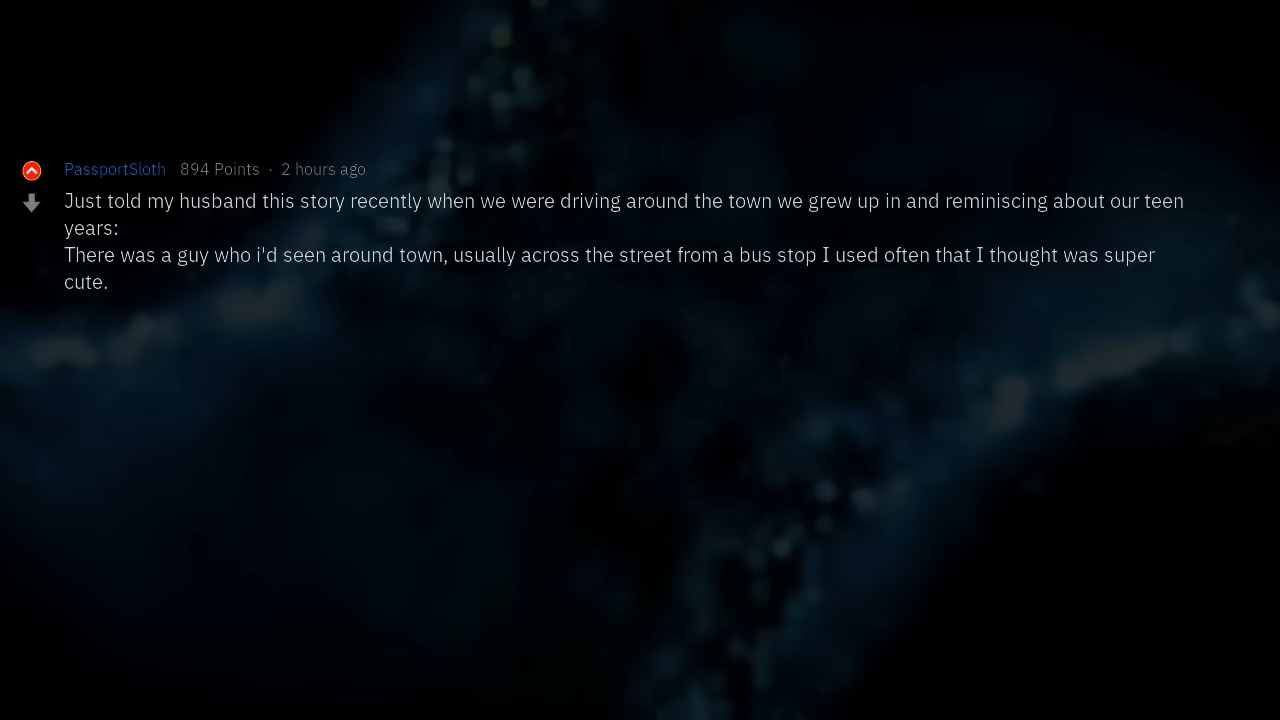 PassportSloth 894 Points · 2 hours ago
Just told my husband this story recently when we were driving around the town we grew up in and reminiscing about our teen
years:
There was a guy who i'd seen around town, usually across the street from a bus stop I used often that I thought was super
cute.